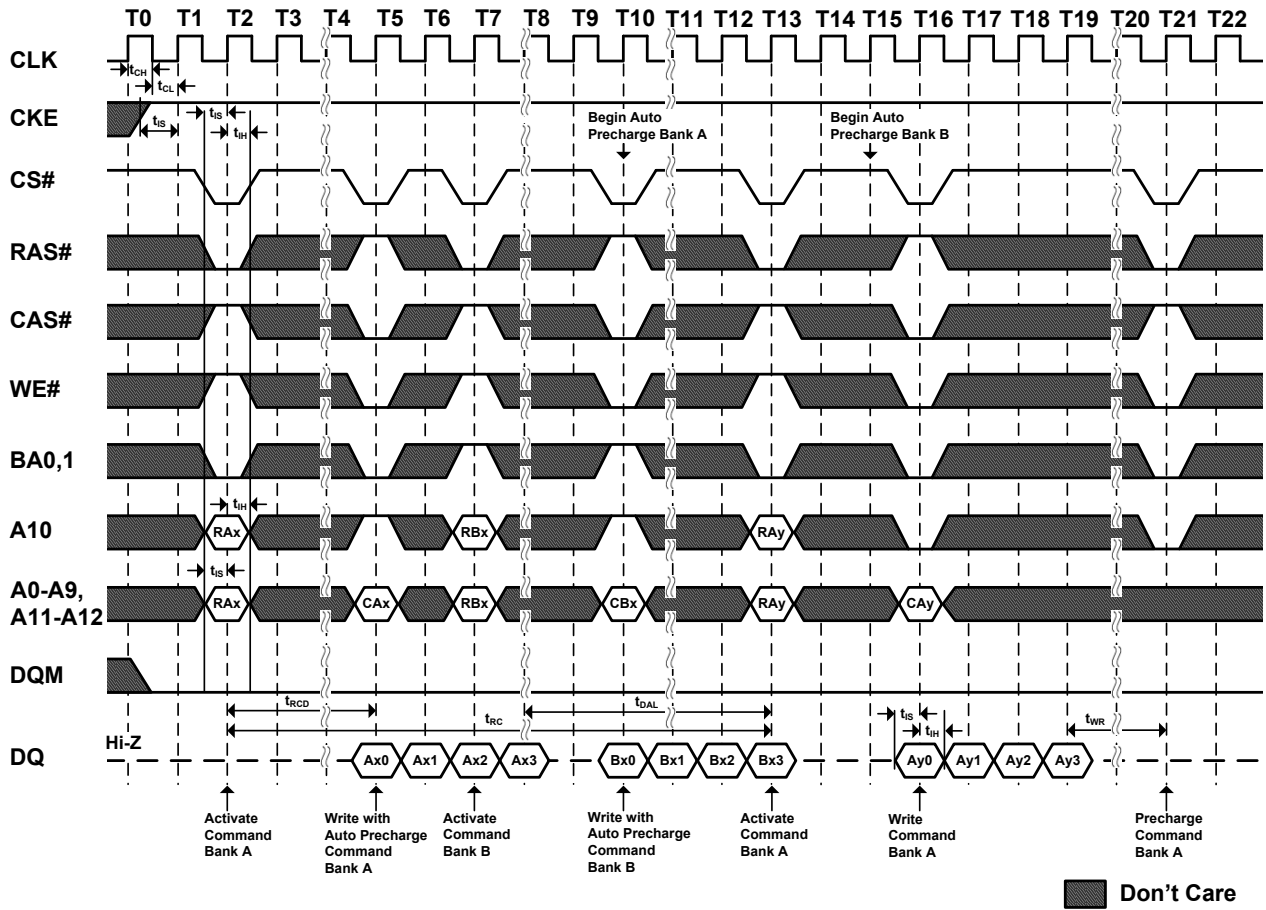 T0 T1 T2 T3 T4 T5 T6 T7 T8 T9 T10 T11 T12 T13 T14 T15 T16 T17 T18 T19 T20 T21 T22
CLK
tCH
tCL
CKE
tIS
tIS
tIH
Begin Auto
Precharge Bank A
Begin Auto
Precharge Bank B
CS#
RAS#
CAS#
WE#
BA0,1
tIH
A10
RAx
RBx
RAy
tIS
A0-A9,
A11-A12
RAx
CAx
RBx
CBx
RAy
CAy
DQM
tRCD
tDAL
tRC
tIS
tIH
tWR
Hi-Z
DQ
Ax0
Ax1
Ax2
Ax3
Bx0
Bx1
Bx2
Bx3
Ay0
Ay1
Ay2
Ay3
Activate
Command
Bank A
Write with
Auto Precharge
Command
Bank A
Activate
Command
Bank B
Write with
Auto Precharge
Command
Bank B
Activate
Command
Bank A
Write
Command
Bank A
Precharge
Command
Bank A
Don't Care